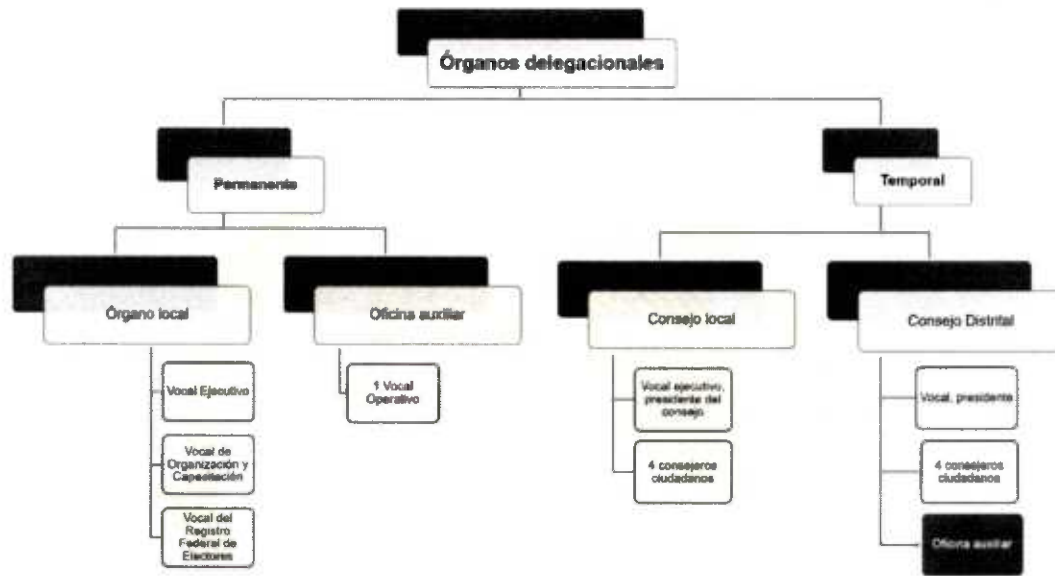 Órganos delegacionales
Permanente
Temporal
Órgano local
Oficina auxiliar
Consejo local
Consejo Distrital
Vocal Ejecutivo
Vocal de
Organización y
Capacitación
Vocal del
Registro
Federal de
Electores
1 Vocal
Operativo
Vocal ejecutivo,
presidente del
consejo
4 consejeros
ciudadanos
Vocal, presidente
4 consejeros
ciudadanos
Oficina auxiliar